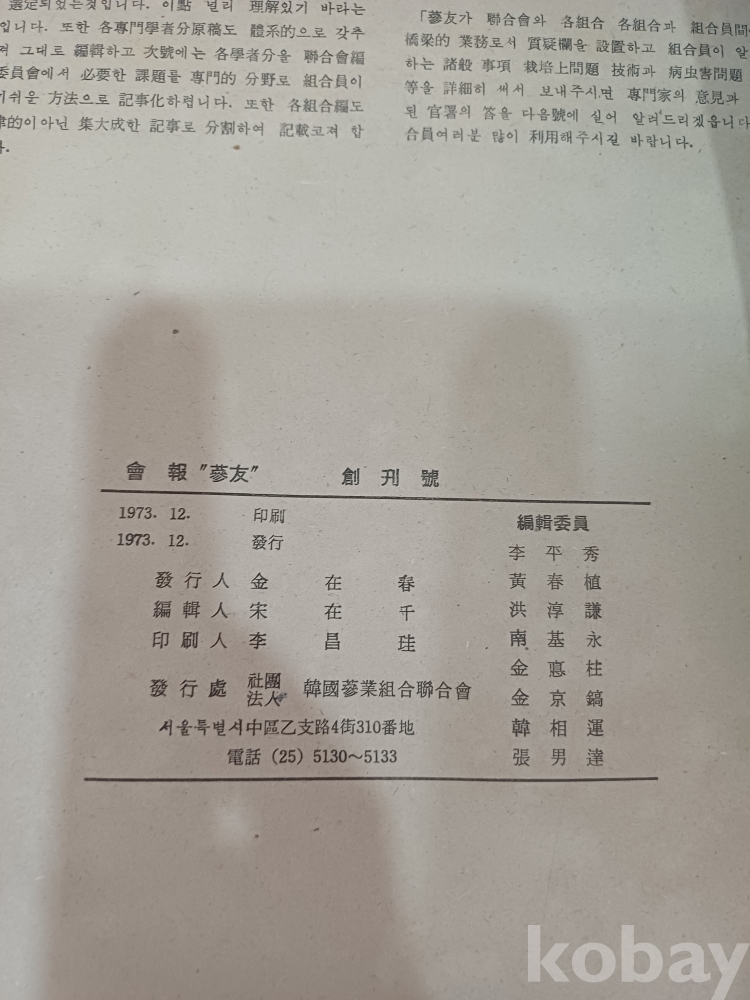 選定되었는것입니다. 이點 널리 理解있기 바라는
입니다. 또한 各專門學者分原稿도 體系的으로 갖추
그대로 編輯하고 次號에는 各學者分을 聯合會編
委員會에서 必要한 課題를 專門的 分野로 組合員이
쉬운 方法으로 記事化하렵니다. 또한 各組合編도
律的이아닌 集大成한 記事로 分割하여 記載코져 합
다.
「蔘友가 聯合會와 各組合 各組合과 組合員間
橋梁的 業務로서 質疑欄을 設置하고 組合員이 알
하는 諸般 事項 栽培上問題 技術과 病虫害問題
等을 詳細히 써서 보내주시면 專門家의 意見과
된 官署의 答을 다음號에 실어 알려드리겠읍니다
合員여러분 많이 利用해주시길 바랍니다.
會報 "蔘友" 創刊號
1973. 12. 印刷
1973. 12. 發行
發行人 金在春
編輯人 宋在千
印刷人 李昌珪
發行處 社團法人 韓國蔘業組合聯合會
서울특별시中區乙支路4街310番地
電話 (25) 5130～5133
編輯委員
李平秀
黃春植
洪淳謙
南基永
金悳柱
金京鎬
韓相運
張男達
kobay